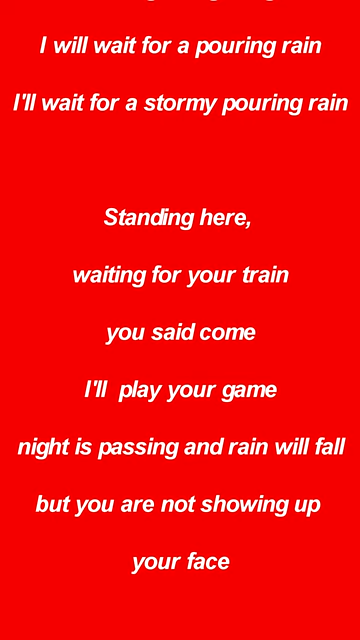 I will wait for a pouring rain
I'll wait for a stormy pouring rain
Standing here,
waiting for your train
you said come
I'll  play your game
night is passing and rain will fall
but you are not showing up
your face